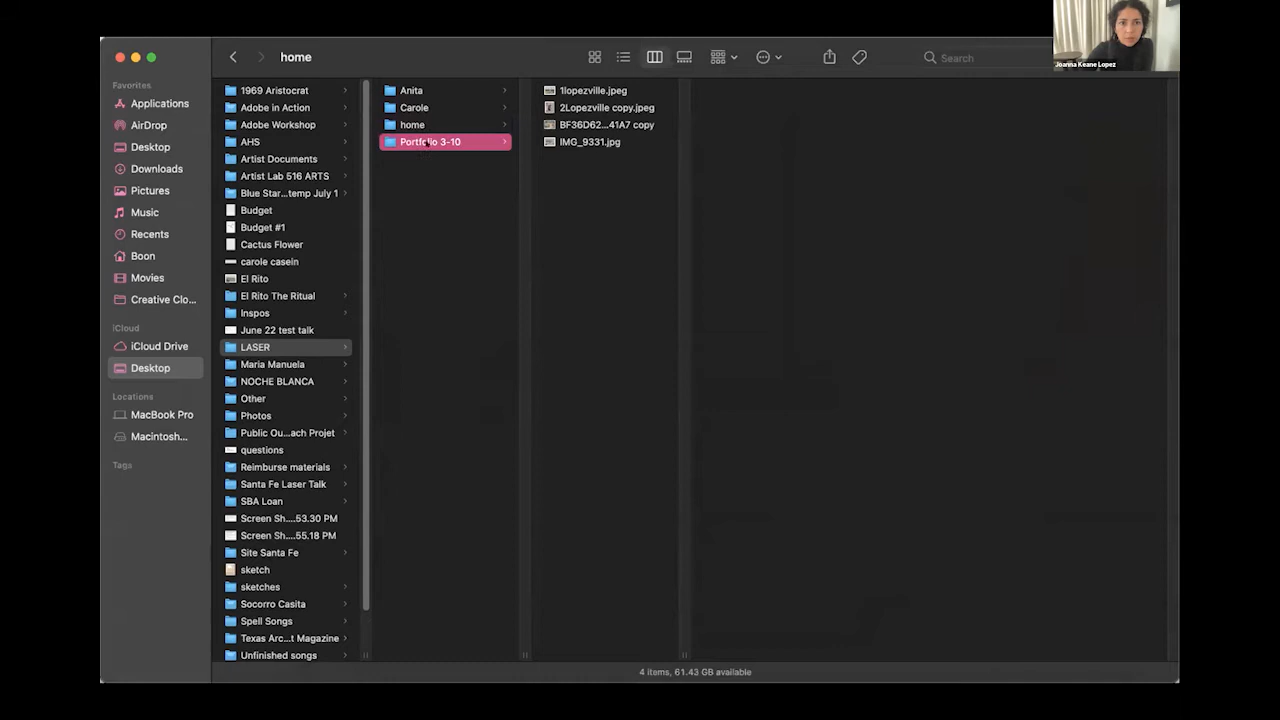 home
Search
Joanna Keane Lopez
Favorites
Applications
AirDrop
Desktop
Downloads
Pictures
Music
Recents
Boon
Movies
Creative Clo...
iCloud
iCloud Drive
Desktop
Locations
MacBook Pro
Macintosh...
Tags
1969 Aristocrat
Adobe in Action
Adobe Workshop
AHS
Artist Documents
Artist Lab 516 ARTS
Blue Star...temp July 1
Budget
Budget #1
Cactus Flower
carole casein
El Rito
El Rito The Ritual
Inspos
June 22 test talk
LASER
Maria Manuela
NOCHE BLANCA
Other
Photos
Public Ou...ach Projet
questions
Reimburse materials
Santa Fe Laser Talk
SBA Loan
Screen Sh....53.30 PM
Screen Sh....55.18 PM
Site Santa Fe
sketch
sketches
Socorro Casita
Spell Songs
Texas Arc...t Magazine
Unfinished songs
Anita
Carole
home
Portfolio 3-10
1lopezville.jpeg
2Lopezville copy.jpeg
BF36D62...41A7 copy
IMG_9331.jpg
4 items, 61.43 GB available